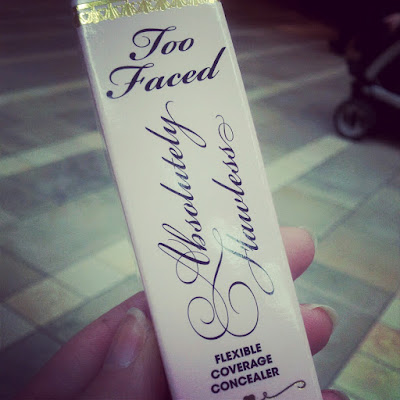 Too
Faced
Absolutely
flawless
FLEXIBLE
COVERAGE
CONCEALER